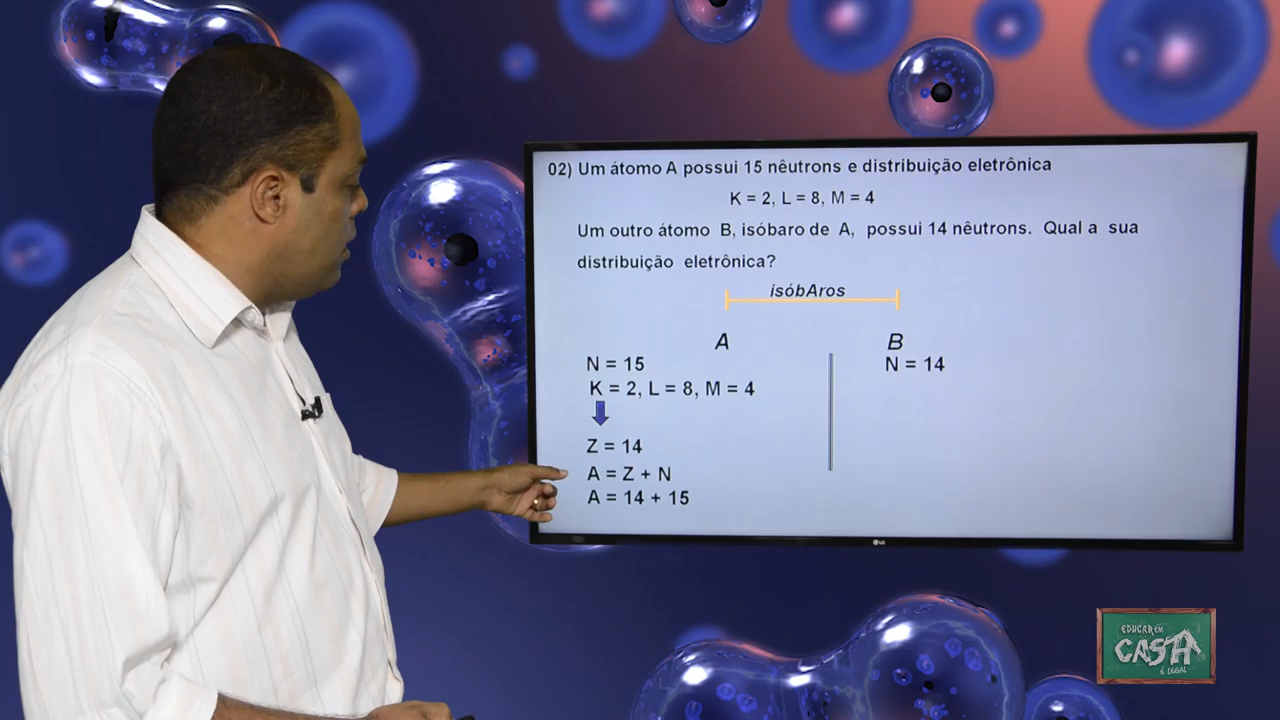 02) Um átomo A possui 15 nêutrons e distribuição eletrônica
K = 2, L = 8, M = 4
Um outro átomo B, isóbaro de A, possui 14 nêutrons. Qual a sua
distribuição eletrônica?
isóbAros
A
B
N = 15
N = 14
K = 2, L = 8, M = 4
Z = 14
A = Z + N
A = 14 + 15
LG
EDUCAR EM
CASA
É LEGAL